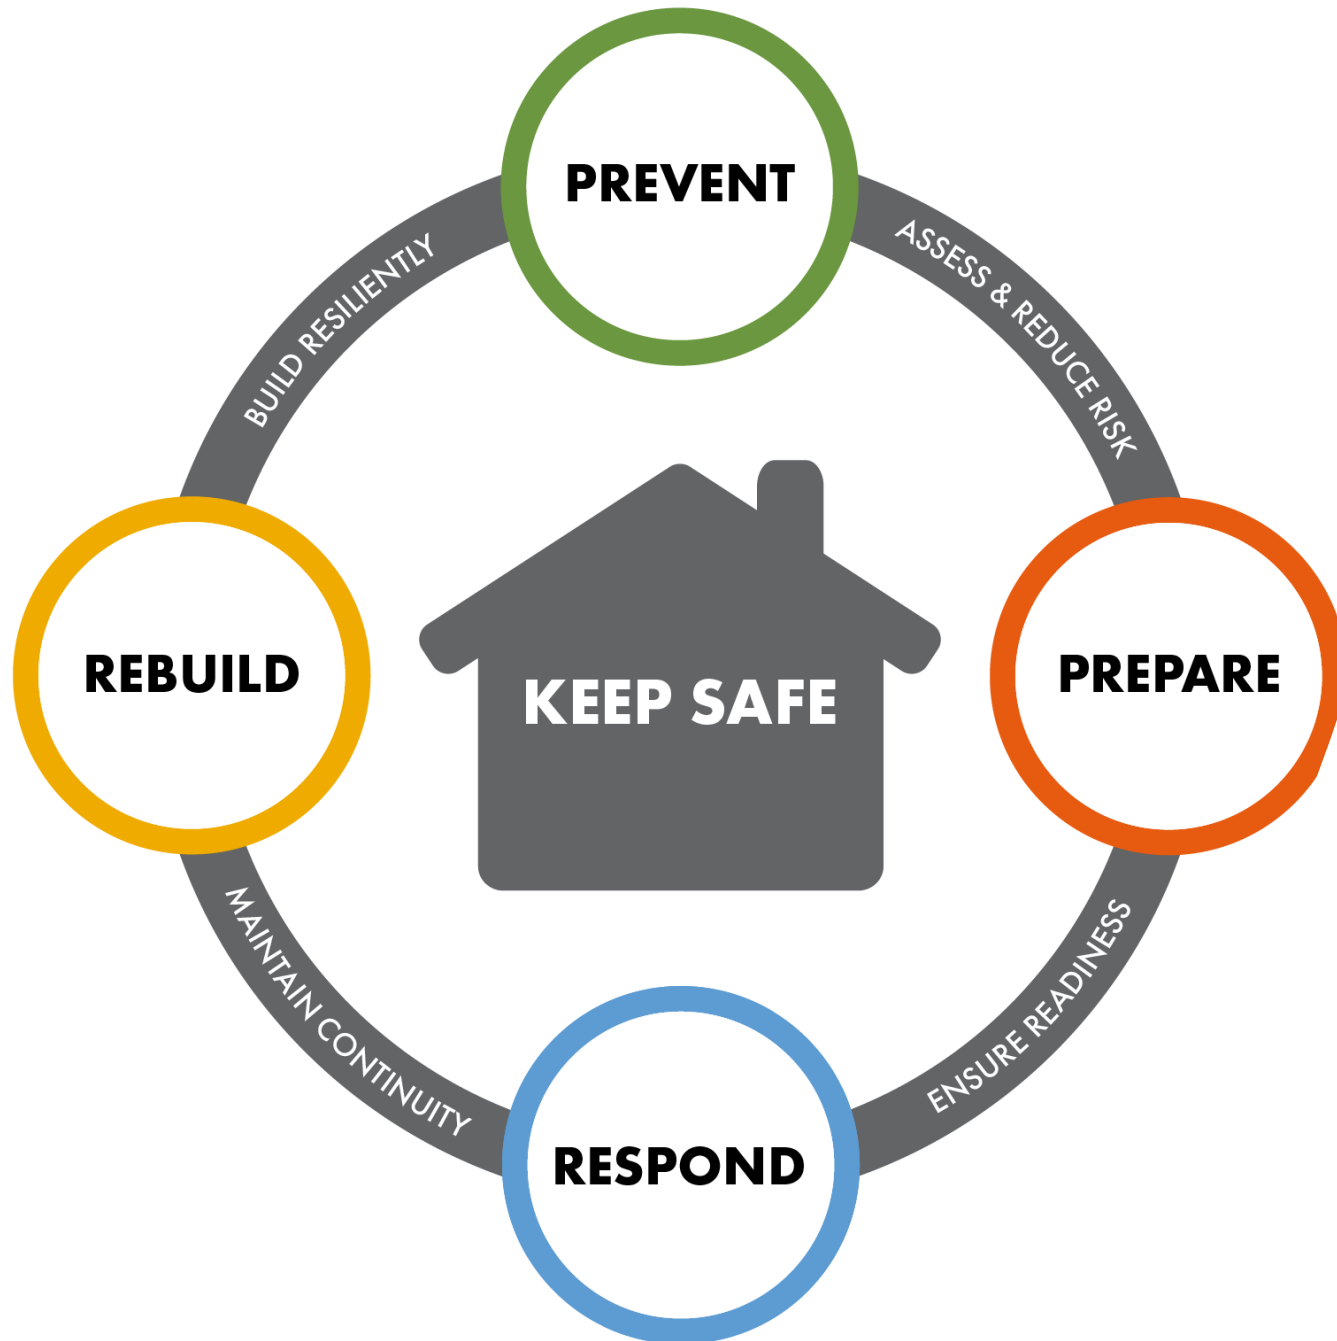 PREVENT
ASSESS & REDUCE RISK
PREPARE
ENSURE READINESS
RESPOND
MAINTAIN CONTINUITY
REBUILD
BUILD RESILIENTLY
KEEP SAFE